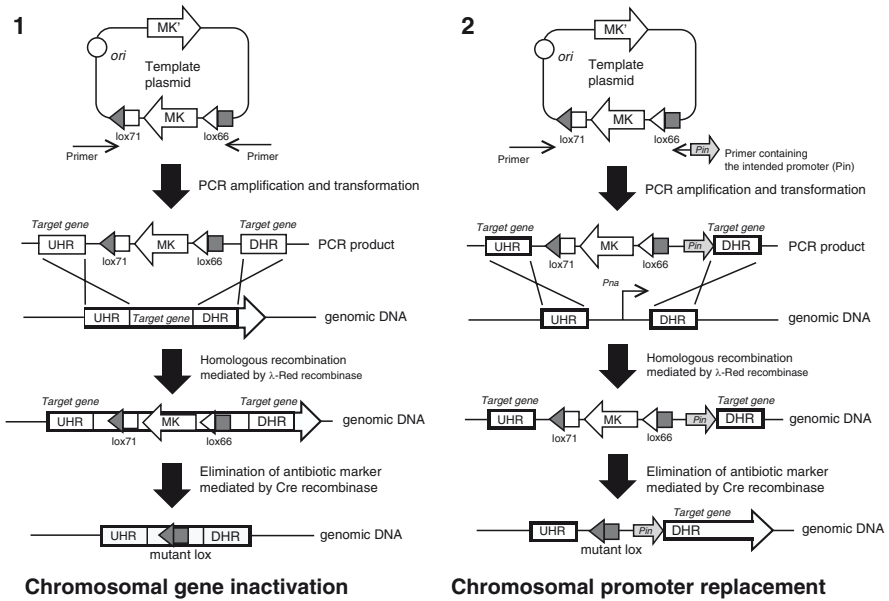 1
MK'
ori
Template
plasmid
MK
lox71
lox66
Primer
Primer
PCR amplification and transformation
Target gene
Target gene
UHR
MK
DHR
PCR product
lox71
lox66
UHR
Target gene
DHR
genomic DNA
Homologous recombination
mediated by λ-Red recombinase
Target gene
Target gene
UHR
MK
DHR
genomic DNA
lox71
lox66
Elimination of antibiotic marker
mediated by Cre recombinase
UHR
DHR
genomic DNA
mutant lox
Chromosomal gene inactivation
2
MK'
ori
Template
plasmid
MK
lox71
lox66
Primer
Pin
Primer containing
the intended promoter (Pin)
PCR amplification and transformation
Target gene
Target gene
UHR
MK
Pin
DHR
PCR product
lox71
lox66
Pna
UHR
DHR
genomic DNA
Homologous recombination
mediated by λ-Red recombinase
Target gene
Target gene
UHR
MK
Pin
DHR
genomic DNA
lox71
lox66
Elimination of antibiotic marker
mediated by Cre recombinase
Target gene
UHR
Pin
DHR
genomic DNA
mutant lox
Chromosomal promoter replacement